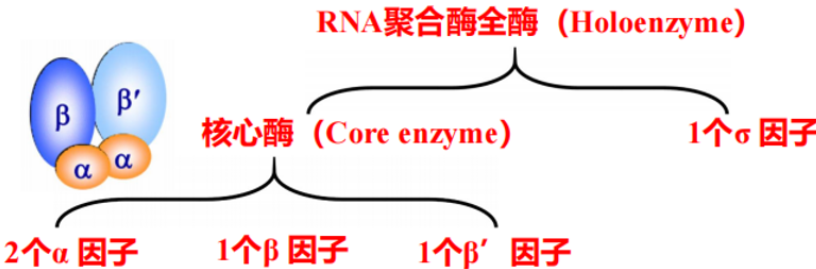 RNA聚合酶全酶（Holoenzyme）
β
β′
α
α
核心酶（Core enzyme）
1个σ 因子
2个α 因子
1个β 因子
1个β′ 因子